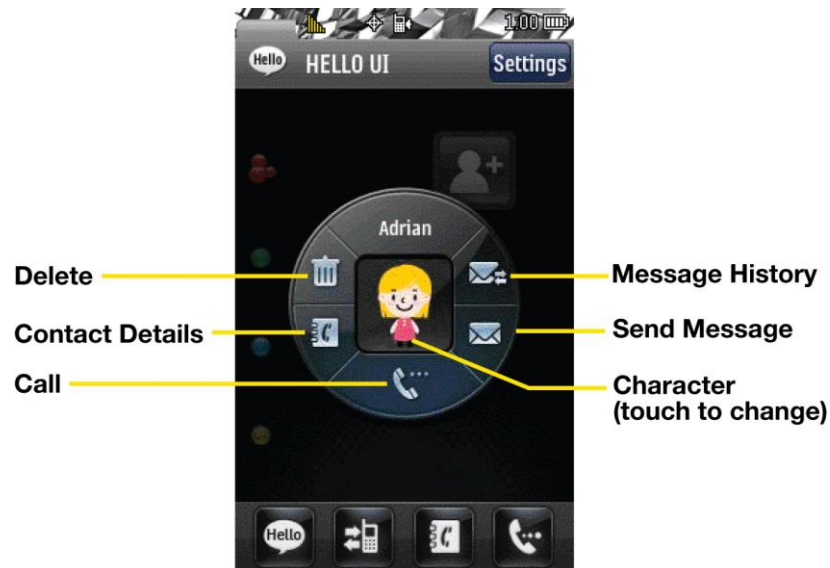 1:00
Hello
HELLO UI
Settings
Adrian
Delete
Message History
Contact Details
Send Message
Call
Character
(touch to change)
Hello